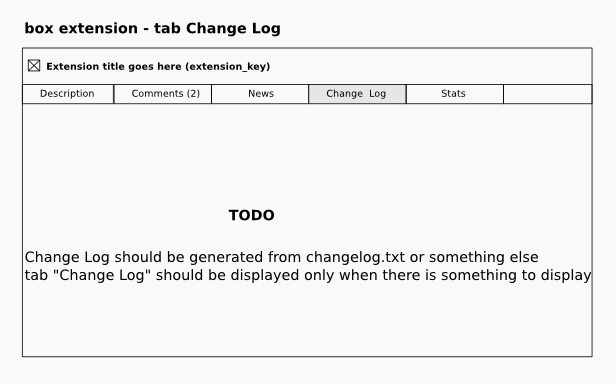 box extension - tab Change Log
Extension title goes here (extension_key)
Description
Comments (2)
News
Change Log
Stats
TODO
Change Log should be generated from changelog.txt or something else
tab "Change Log" should be displayed only when there is something to display